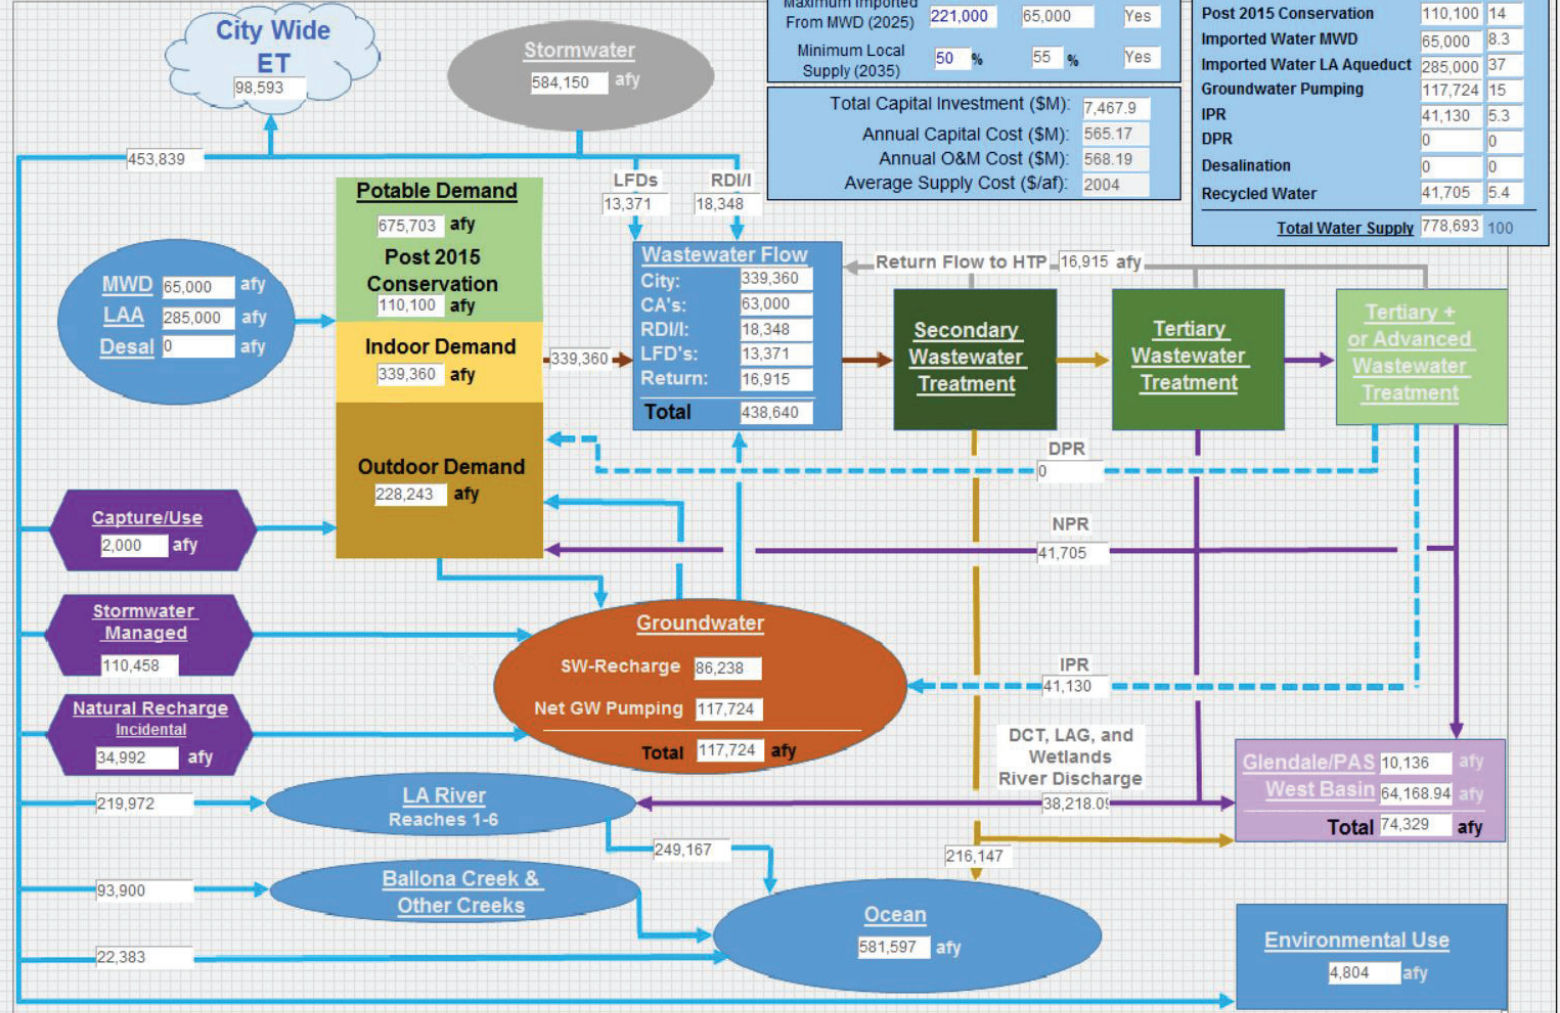 City Wide
ET
98,593
Stormwater
584,150 afy
Maximum Imported
From MWD (2025) 221,000 65,000 Yes
Minimum Local
Supply (2035) 50 % 55 % Yes
Total Capital Investment ($M): 7,467.9
Annual Capital Cost ($M): 565.17
Annual O&M Cost ($M): 568.19
Average Supply Cost ($/af): 2004
Post 2015 Conservation 110,100 14
Imported Water MWD 65,000 8.3
Imported Water LA Aqueduct 285,000 37
Groundwater Pumping 117,724 15
IPR 41,130 5.3
DPR 0 0
Desalination 0 0
Recycled Water 41,705 5.4
Total Water Supply 778,693 100
453,839
LFDs
13,371
RDI/I
18,348
Potable Demand
675,703 afy
Post 2015
Conservation
110,100 afy
Indoor Demand
339,360 afy
Outdoor Demand
228,243 afy
MWD 65,000 afy
LAA 285,000 afy
Desal 0 afy
339,360
Wastewater Flow
City: 339,360
CA's: 63,000
RDI/I: 18,348
LFD's: 13,371
Return: 16,915
Total 438,640
Return Flow to HTP 16,915 afy
Secondary
Wastewater
Treatment
Tertiary
Wastewater
Treatment
Tertiary +
or Advanced
Wastewater
Treatment
DPR
0
NPR
41,705
IPR
41,130
Capture/Use
2,000 afy
Stormwater
Managed
110,458
Natural Recharge
Incidental
34,992 afy
Groundwater
SW-Recharge 86,238
Net GW Pumping 117,724
Total 117,724 afy
DCT, LAG, and
Wetlands
River Discharge
38,218.09
Glendale/PAS 10,136 afy
West Basin 64,168.94 afy
Total 74,329 afy
219,972
LA River
Reaches 1-6
249,167
216,147
93,900
Ballona Creek &
Other Creeks
22,383
Ocean
581,597 afy
Environmental Use
4,804 afy